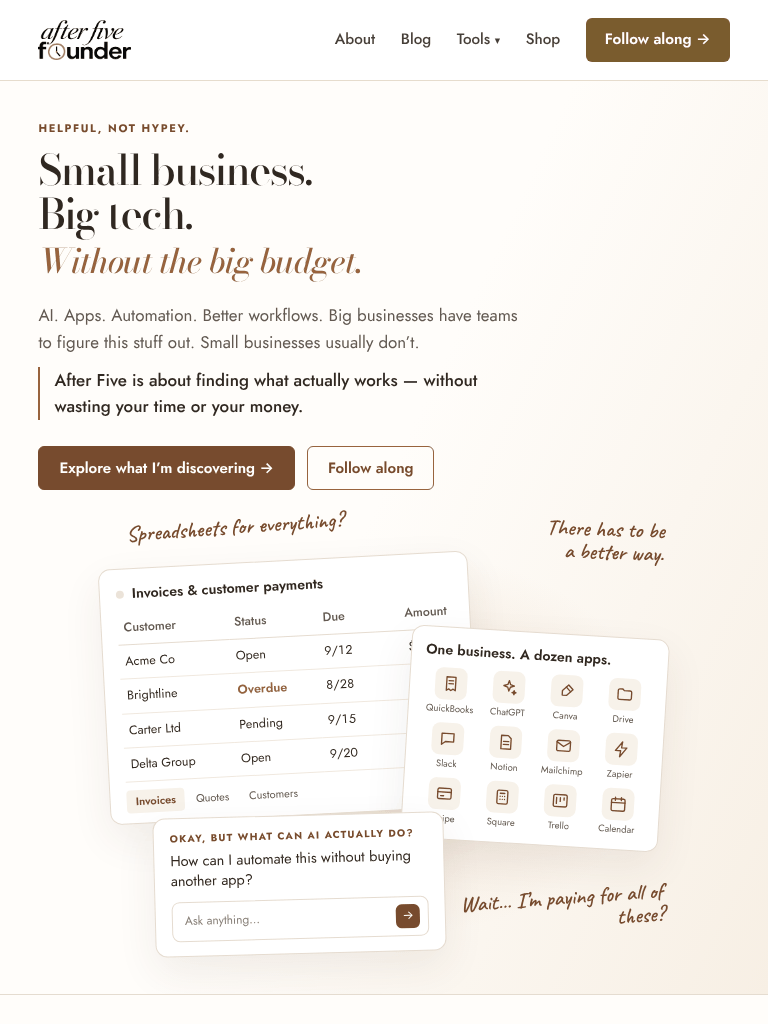 after five
founder
About Blog Tools ▾ Shop Follow along →
HELPFUL, NOT HYPEY.
Small business.
Big tech.
Without the big budget.
AI. Apps. Automation. Better workflows. Big businesses have teams
to figure this stuff out. Small businesses usually don’t.
After Five is about finding what actually works — without
wasting your time or your money.
Explore what I’m discovering → Follow along
Spreadsheets for everything?
There has to be
a better way.
Invoices & customer payments
Customer Status Due Amount
Acme Co Open 9/12
Brightline Overdue 8/28
Carter Ltd Pending 9/15
Delta Group Open 9/20
Invoices Quotes Customers
One business. A dozen apps.
QuickBooks ChatGPT Canva Drive
Slack Notion Mailchimp Zapier
Square Trello Calendar
OKAY, BUT WHAT CAN AI ACTUALLY DO?
How can I automate this without buying
another app?
Ask anything… →
Wait… I’m paying for all of
these?